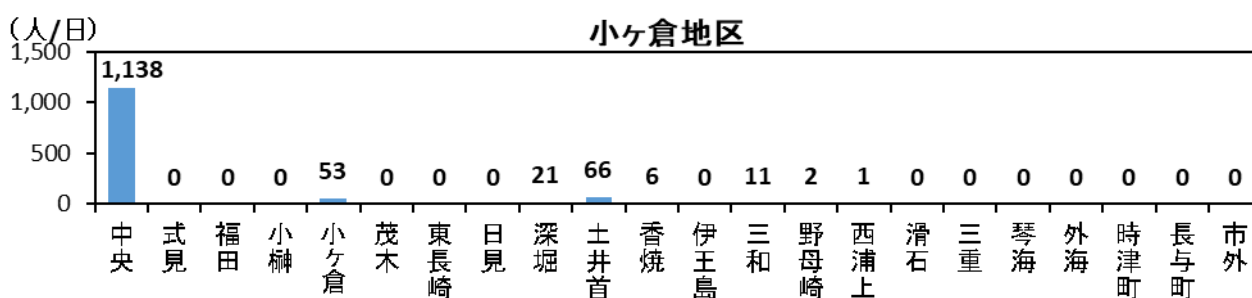 (人/日)
小ヶ倉地区
1,500
1,000
500
0
1,138 0 0 0 53 0 0 0 21 66 6 0 11 2 1 0 0 0 0 0 0 0
中央 式見 福田 小榊 小ヶ倉 茂木 東長崎 日見 深堀 土井首 香焼 伊王島 三和 野母崎 西浦上 滑石 三重 琴海 外海 時津町 長与町 市外